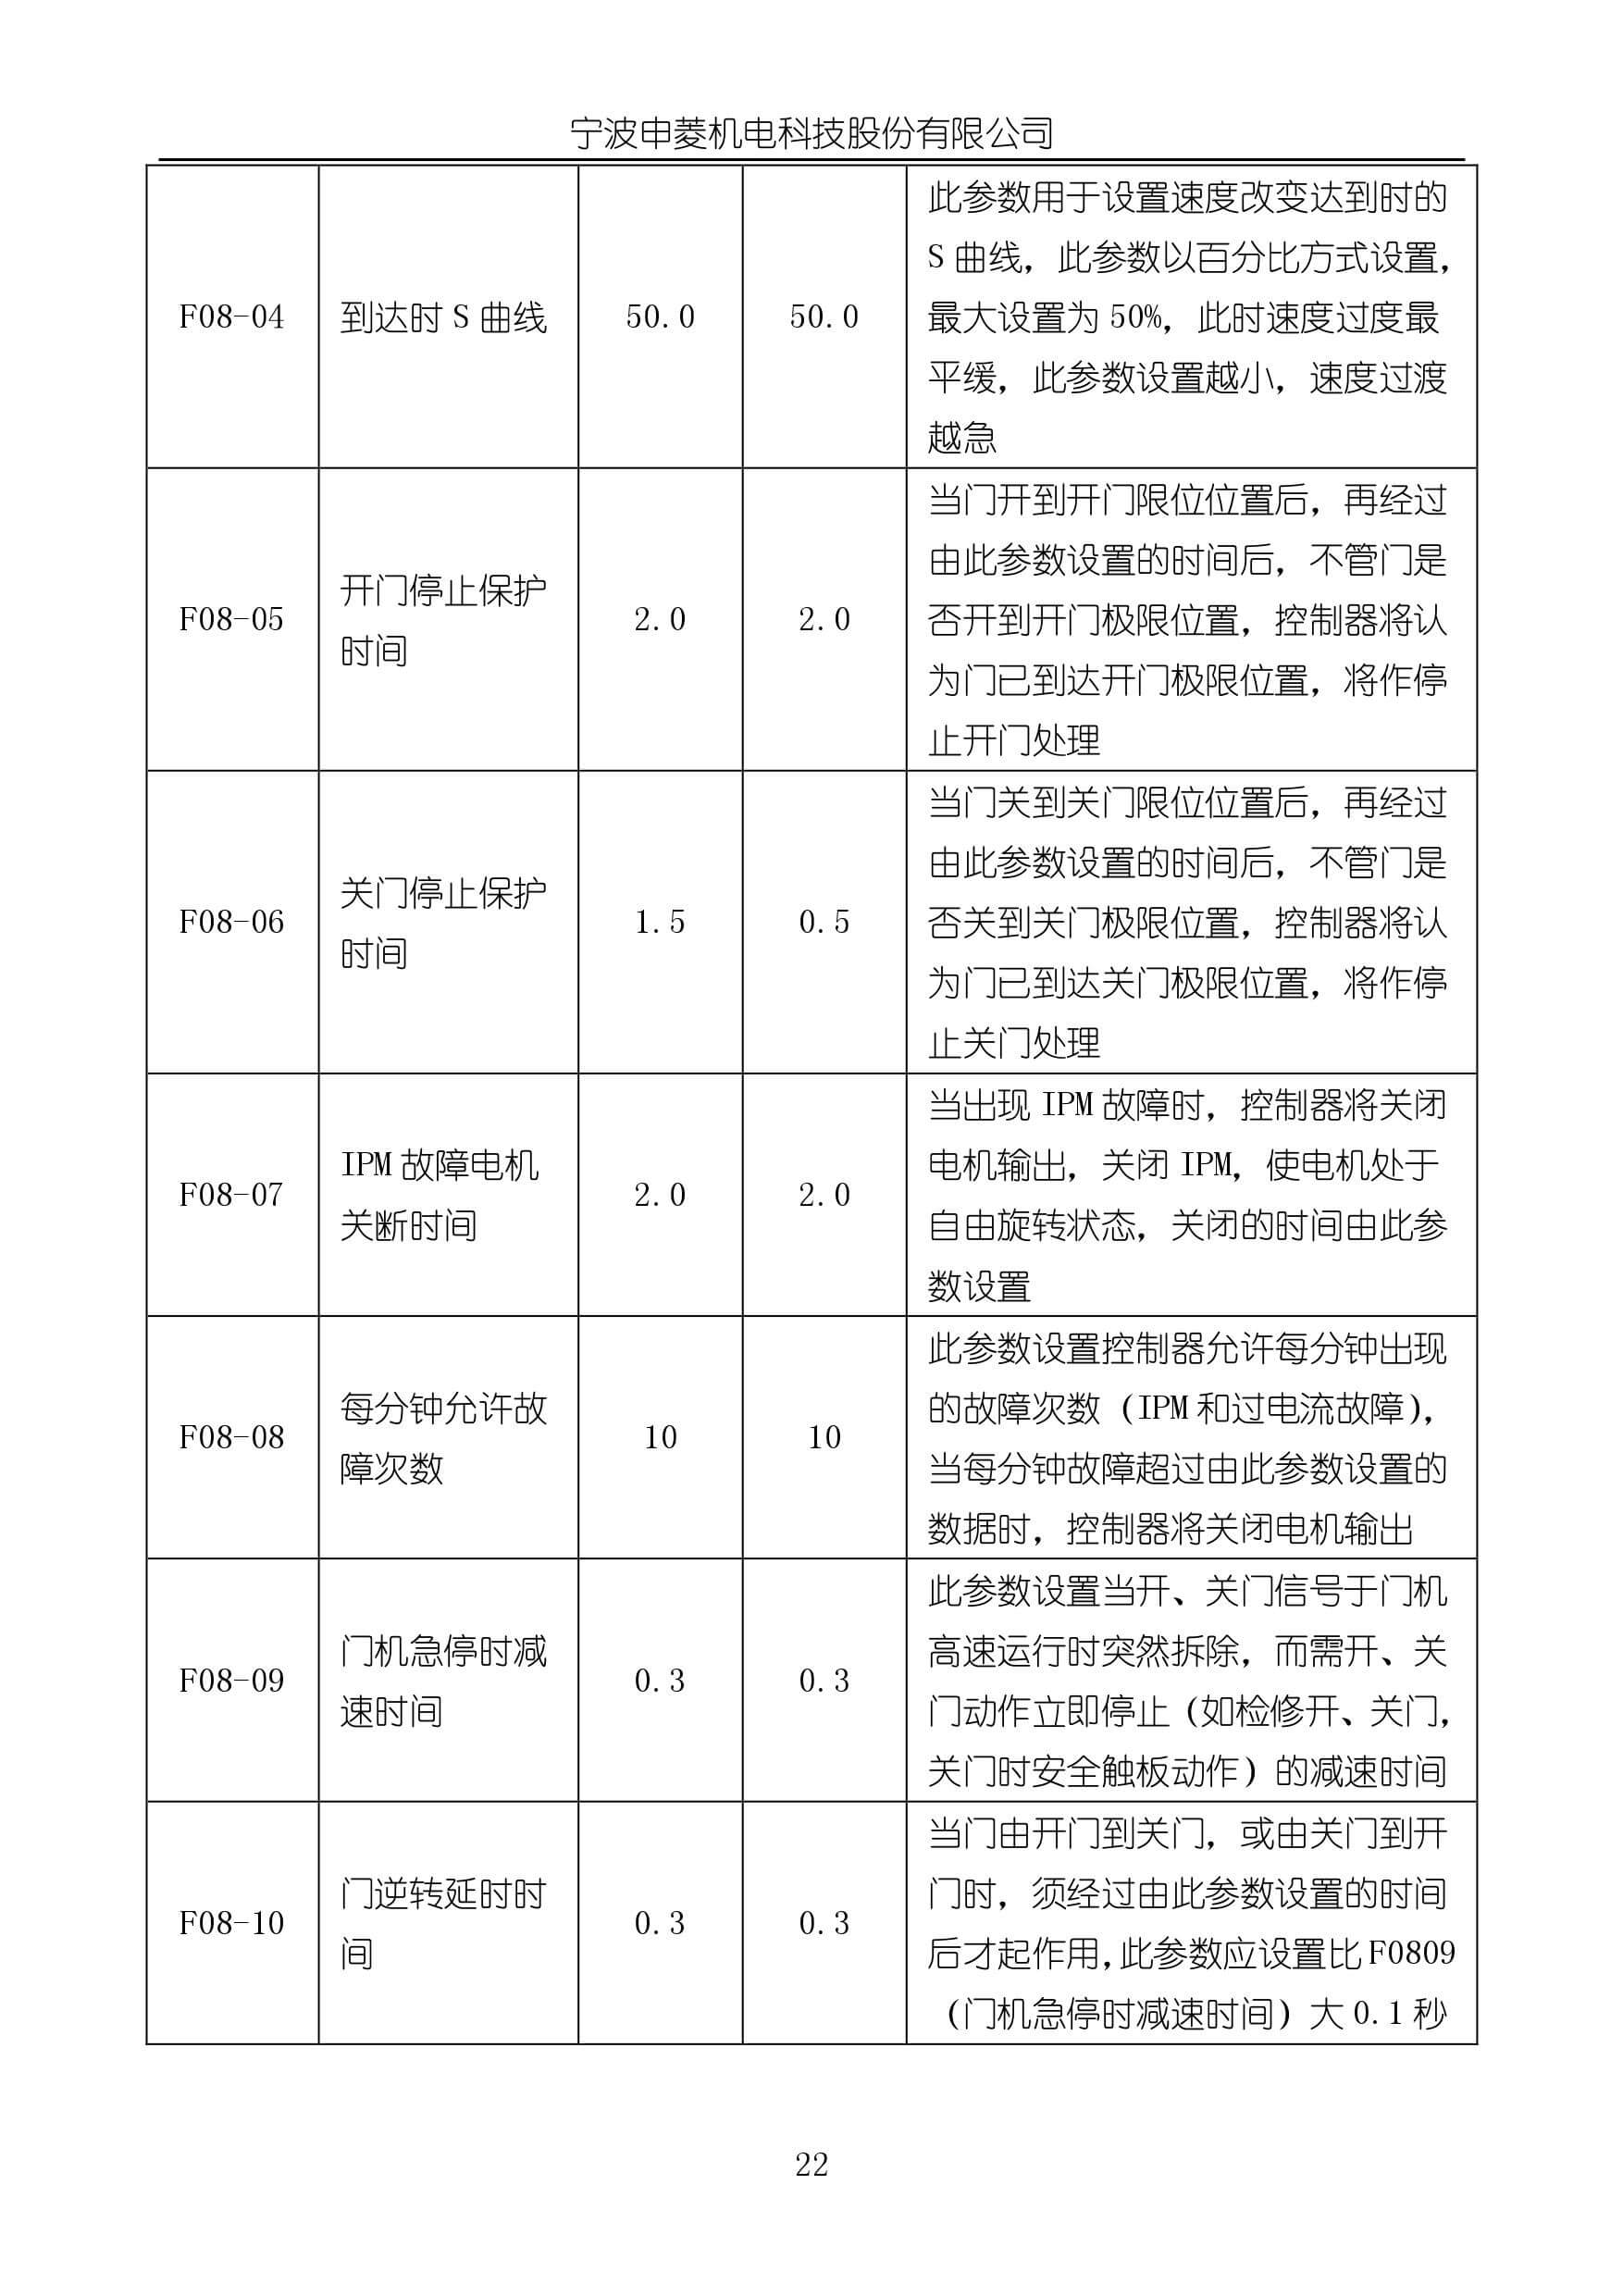 宁波申菱机电科技股份有限公司
F08-04
到达时 S 曲线
50.0
50.0
此参数用于设置速度改变达到时的
S 曲线，此参数以百分比方式设置，
最大设置为 50%，此时速度过度最
平缓，此参数设置越小，速度过渡
越急
F08-05
开门停止保护
时间
2.0
2.0
当门开到开门限位位置后，再经过
由此参数设置的时间后，不管门是
否开到开门极限位置，控制器将认
为门已到达开门极限位置，将作停
止开门处理
F08-06
关门停止保护
时间
1.5
0.5
当门关到关门限位位置后，再经过
由此参数设置的时间后，不管门是
否关到关门极限位置，控制器将认
为门已到达关门极限位置，将作停
止关门处理
F08-07
IPM 故障电机
关断时间
2.0
2.0
当出现 IPM 故障时，控制器将关闭
电机输出，关闭 IPM，使电机处于
自由旋转状态，关闭的时间由此参
数设置
F08-08
每分钟允许故
障次数
10
10
此参数设置控制器允许每分钟出现
的故障次数（IPM 和过电流故障），
当每分钟故障超过由此参数设置的
数据时，控制器将关闭电机输出
F08-09
门机急停时减
速时间
0.3
0.3
此参数设置当开、关门信号于门机
高速运行时突然拆除，而需开、关
门动作立即停止（如检修开、关门，
关门时安全触板动作）的减速时间
F08-10
门逆转延时时
间
0.3
0.3
当门由开门到关门，或由关门到开
门时，须经过由此参数设置的时间
后才起作用，此参数应设置比 F0809
（门机急停时减速时间）大 0.1 秒
22